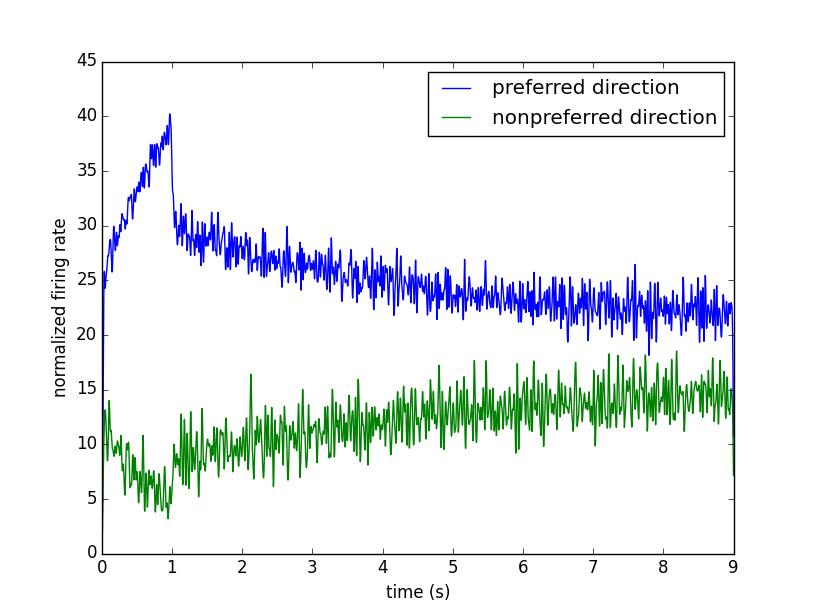 45
40
35
30
25
20
15
10
5
0
normalized firing rate
preferred direction
nonpreferred direction
0 1 2 3 4 5 6 7 8 9
time (s)